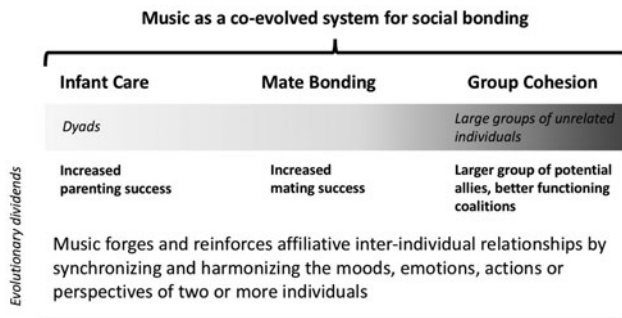 Music as a co-evolved system for social bonding
Infant Care Mate Bonding Group Cohesion
Dyads
Large groups of unrelated
individuals
Increased
parenting success
Increased
mating success
Larger group of potential
allies, better functioning
coalitions
Evolutionary dividends
Music forges and reinforces affiliative inter-individual relationships by
synchronizing and harmonizing the moods, emotions, actions or
perspectives of two or more individuals